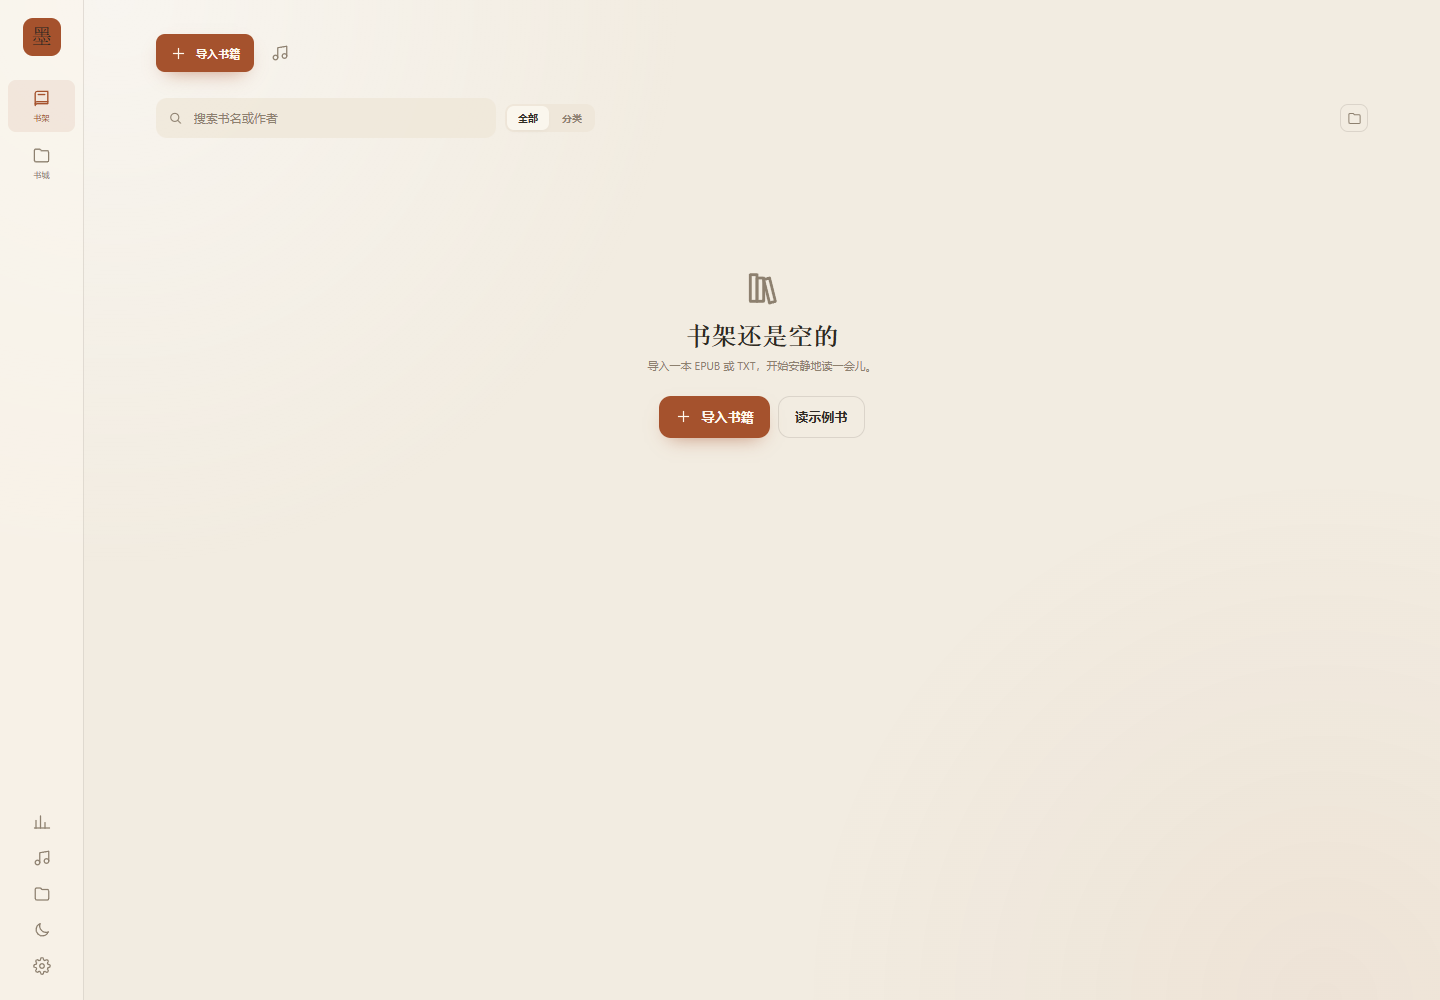 墨
书架
书城
导入书籍
搜索书名或作者
全部 分类
书架还是空的
导入一本 EPUB 或 TXT，开始安静地读一会儿。
导入书籍 读示例书